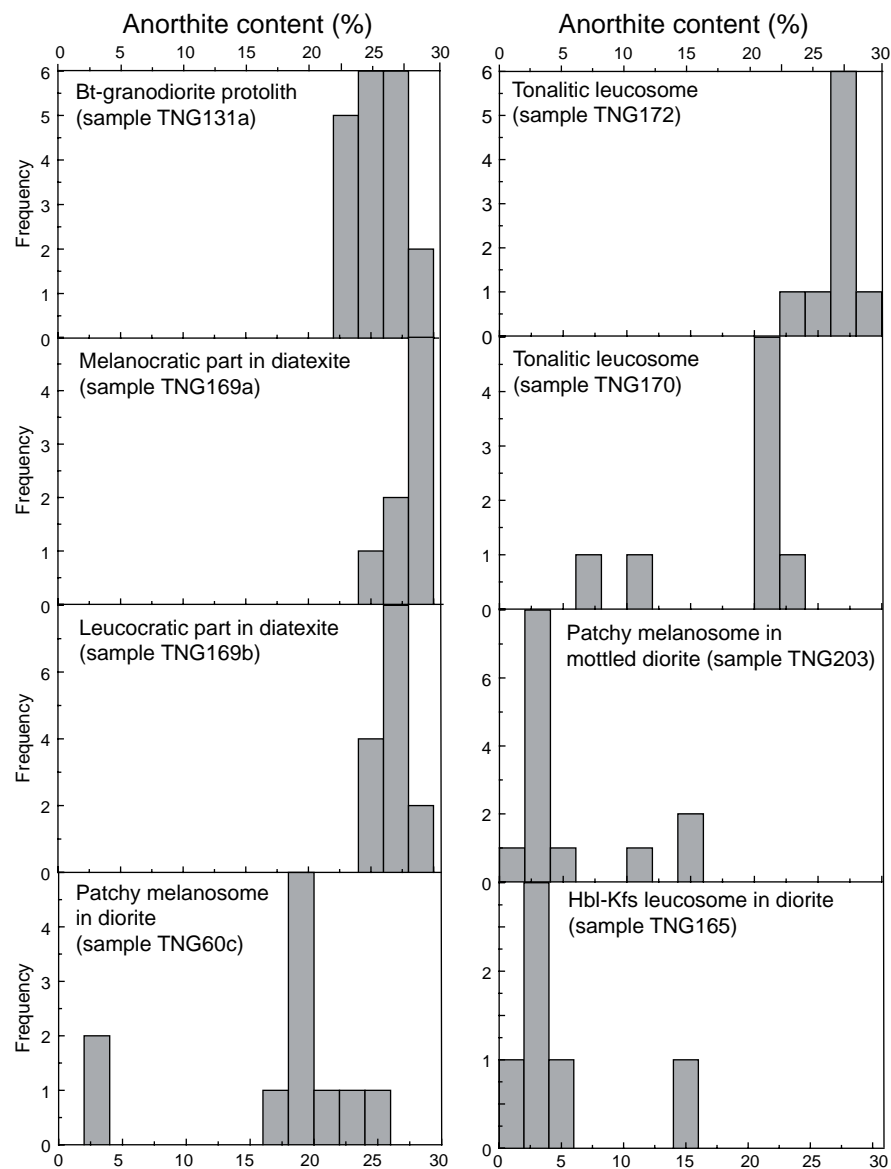 Anorthite content (%)
0 5 10 15 20 25 30
6
5
4
3
2
1
0
Frequency
Bt-granodiorite protolith
(sample TNG131a)
4
3
2
1
0
Frequency
Melanocratic part in diatexite
(sample TNG169a)
6
4
2
0
Frequency
Leucocratic part in diatexite
(sample TNG169b)
4
3
2
1
0
Frequency
Patchy melanosome
in diorite
(sample TNG60c)
0 5 10 15 20 25 30
Anorthite content (%)
0 5 10 15 20 25 30
6
5
4
3
2
1
0
Tonalitic leucosome
(sample TNG172)
4
3
2
1
0
Tonalitic leucosome
(sample TNG170)
6
4
2
0
Patchy melanosome in
mottled diorite (sample TNG203)
2
1
0
Hbl-Kfs leucosome in diorite
(sample TNG165)
0 5 10 15 20 25 30